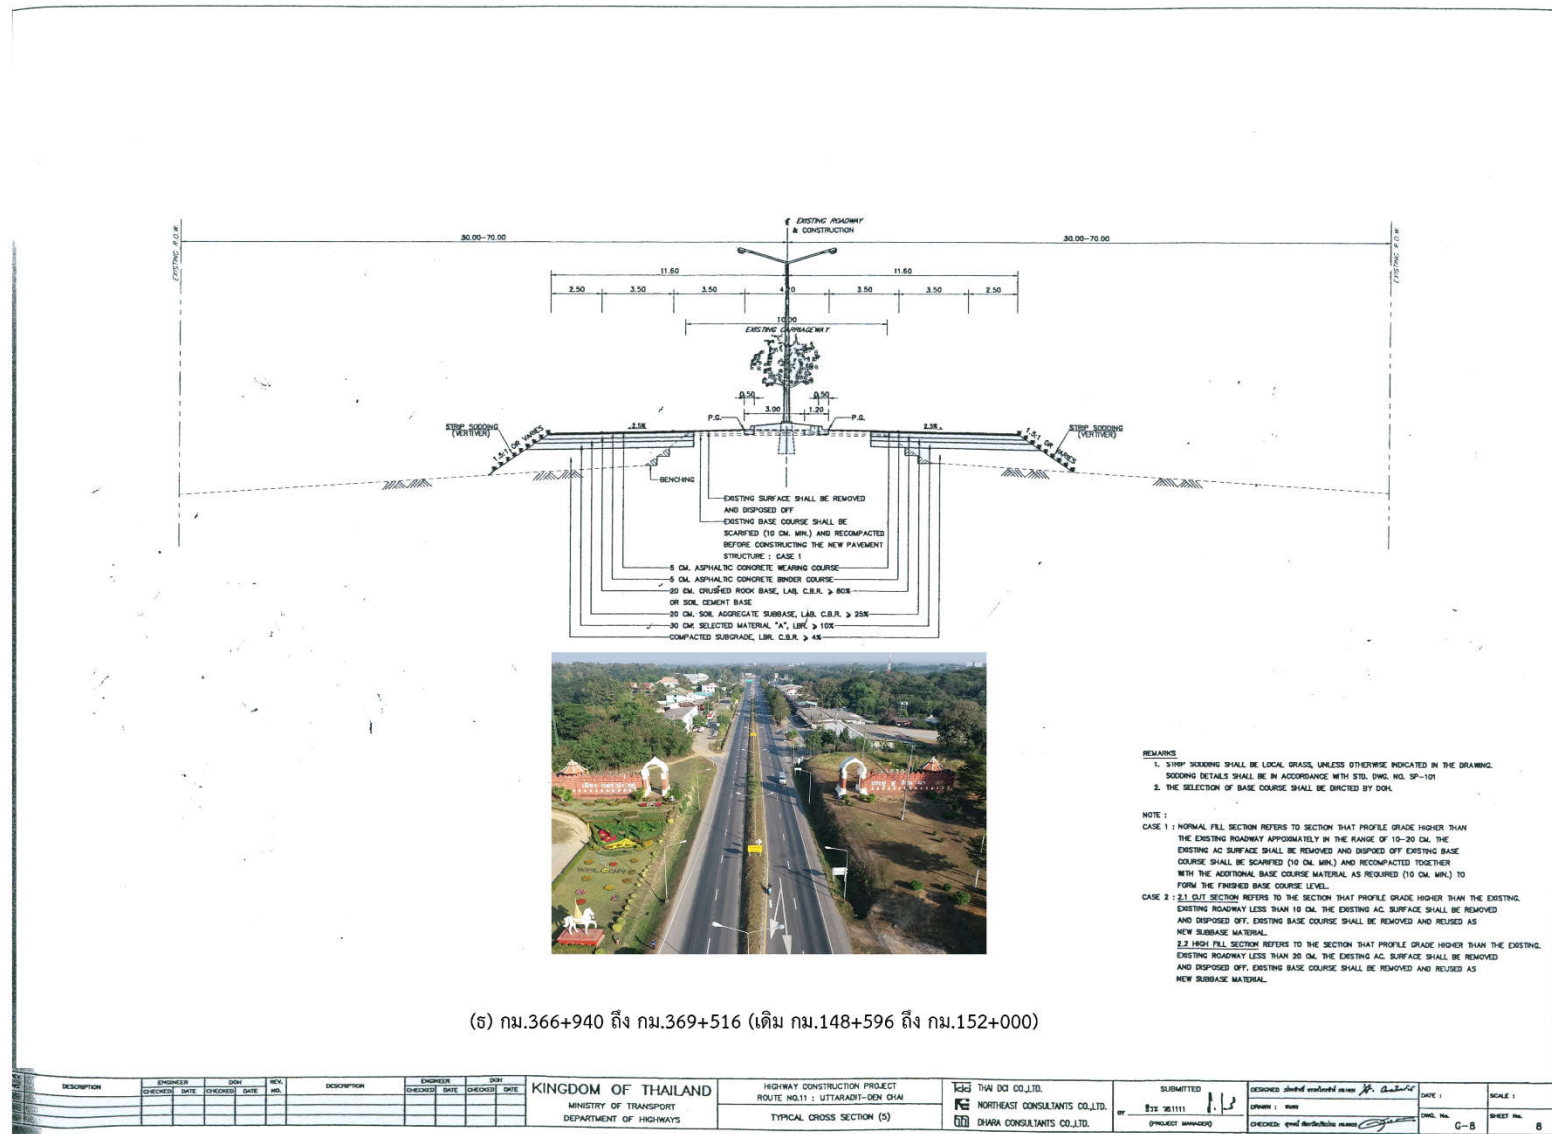 EXISTING ROADWAY
& CONSTRUCTION
EXISTING R.O.W.
30.00-70.00
30.00-70.00
EXISTING R.O.W.
11.60
11.60
2.50
3.50
3.50
4.20
3.50
3.50
2.50
10.00
EXISTING CARRIAGEWAY
0.50
0.50
3.00
1.20
P.G.
P.G.
STRIP SODDING
(VERTIVER)
1.5:1 OR VARIES
2.5%
2.5%
1.5:1 OR VARIES
STRIP SODDING
(VERTIVER)
BENCHING
EXISTING SURFACE SHALL BE REMOVED
AND DISPOSED OFF
EXISTING BASE COURSE SHALL BE
SCARIFIED (10 CM. MIN.) AND RECOMPACTED
BEFORE CONSTRUCTING THE NEW PAVEMENT
STRUCTURE : CASE 1
5 CM. ASPHALTIC CONCRETE WEARING COURSE
5 CM. ASPHALTIC CONCRETE BINDER COURSE
20 CM. CRUSHED ROCK BASE, LAB. C.B.R. ⩾ 80%
OR SOIL CEMENT BASE
20 CM. SOIL AGGREGATE SUBBASE, LAB. C.B.R. ⩾ 25%
30 CM. SELECTED MATERIAL "A", LBR. ⩾ 10%
COMPACTED SUBGRADE, LBR. C.B.R. ⩾ 4%
WELCOME
REMARKS
1. STRIP SODDING SHALL BE LOCAL GRASS, UNLESS OTHERWISE INDICATED IN THE DRAWING.
SODDING DETAILS SHALL BE IN ACCORDANCE WITH STD. DWG. NO. SP-101
2. THE SELECTION OF BASE COURSE SHALL BE DIRCTED BY DOH.
NOTE :
CASE 1 : NORMAL FILL SECTION REFERS TO SECTION THAT PROFILE GRADE HIGHER THAN
THE EXISTING ROADWAY APPOXIMATELY IN THE RANGE OF 10-20 CM. THE
EXISTING AC SURFACE SHALL BE REMOVED AND DISPOED OFF EXISTING BASE
COURSE SHALL BE SCARIFIED (10 CM. MIN.) AND RECOMPACTED TOGETHER
WITH THE ADDITIONAL BASE COURSE MATERIAL AS REQUIRED (10 CM. MIN.) TO
FORM THE FINISHED BASE COURSE LEVEL.
CASE 2 : 2.1 CUT SECTION REFERS TO THE SECTION THAT PROFILE GRADE HIGHER THAN THE EXISTING.
EXISTING ROADWAY LESS THAN 10 CM. THE EXISTING AC. SURFACE SHALL BE REMOVED
AND DISPOSED OFF. EXISTING BASE COURSE SHALL BE REMOVED AND REUSED AS
NEW SUBBASE MATERIAL.
2.2 HIGH FILL SECTION REFERS TO THE SECTION THAT PROFILE GRADE HIGHER THAN THE EXISTING.
EXISTING ROADWAY LESS THAN 20 CM. THE EXISTING AC. SURFACE SHALL BE REMOVED
AND DISPOSED OFF. EXISTING BASE COURSE SHALL BE REMOVED AND REUSED AS
NEW SUBBASE MATERIAL.
(ธ) กม.366+940 ถึง กม.369+516 (เดิม กม.148+596 ถึง กม.152+000)
DESCRIPTION
ENGINEER
DOH
CHECKED DATE CHECKED DATE
REV. NO.
DESCRIPTION
ENGINEER
DOH
CHECKED DATE CHECKED DATE
KINGDOM OF THAILAND
MINISTRY OF TRANSPORT
DEPARTMENT OF HIGHWAYS
HIGHWAY CONSTRUCTION PROJECT
ROUTE NO.11 : UTTARADIT-DEN CHAI
TYPICAL CROSS SECTION (5)
THAI DCI CO.,LTD.
NORTHEAST CONSULTANTS CO.,LTD.
DHARA CONSULTANTS CO.,LTD.
SUBMITTED
BY
(PROJECT MANAGER)
DESIGNED
DRAWN :
CHECKED:
DATE :
SCALE :
DWG. No.
G-8
SHEET No.
8